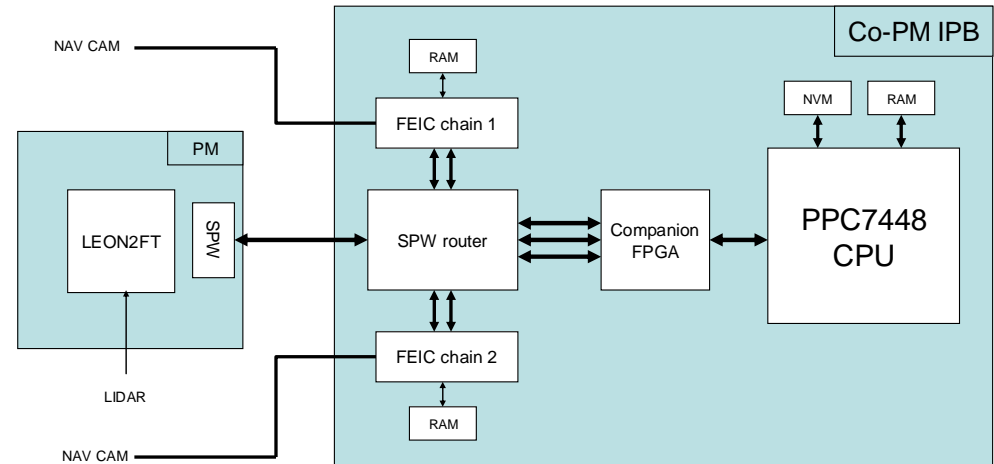 Co-PM IPB
NAV CAM
RAM
NVM
RAM
FEIC chain 1
PM
LEON2FT
SPW
SPW router
Companion
FPGA
PPC7448
CPU
FEIC chain 2
LIDAR
RAM
NAV CAM